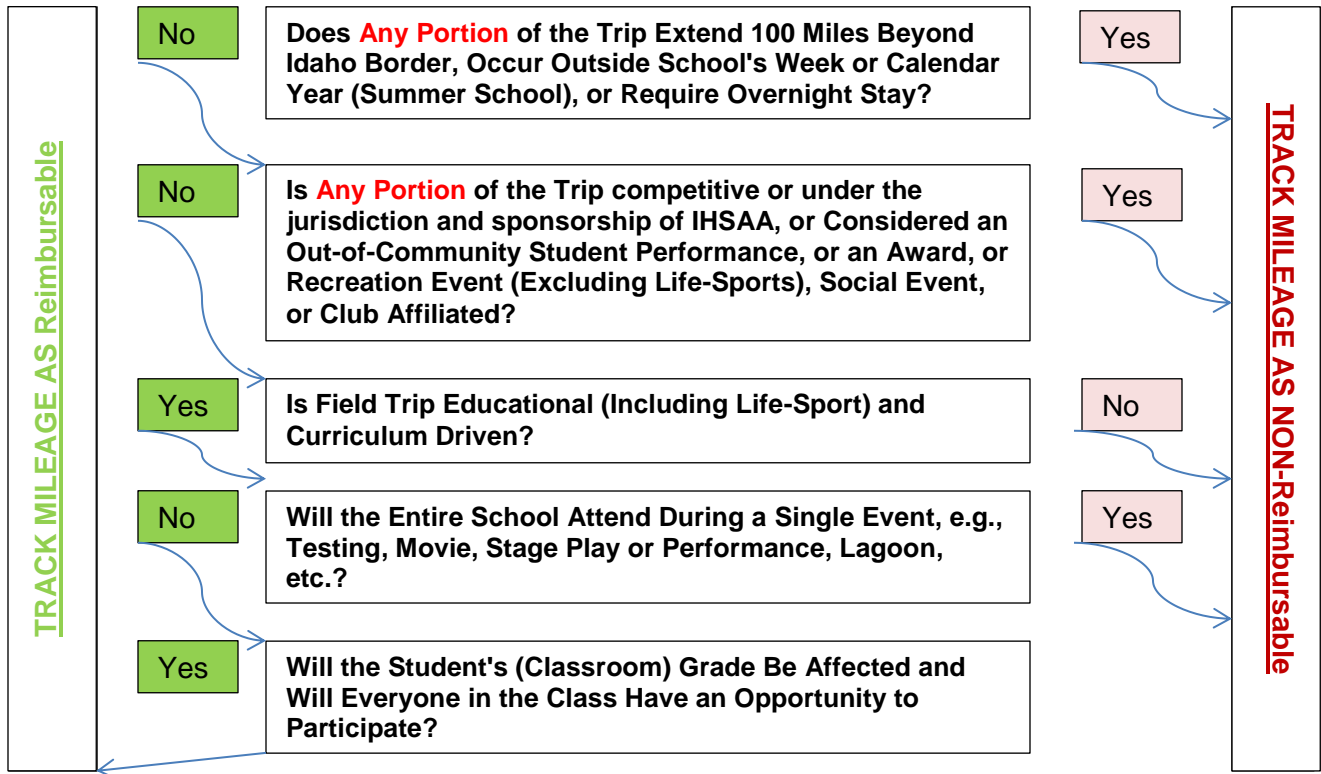 TRACK MILEAGE AS Reimbursable
No
Does Any Portion of the Trip Extend 100 Miles Beyond
Idaho Border, Occur Outside School's Week or Calendar
Year (Summer School), or Require Overnight Stay?
Yes
No
Is Any Portion of the Trip competitive or under the
jurisdiction and sponsorship of IHSAA, or Considered an
Out-of-Community Student Performance, or an Award, or
Recreation Event (Excluding Life-Sports), Social Event,
or Club Affiliated?
Yes
Yes
Is Field Trip Educational (Including Life-Sport) and
Curriculum Driven?
No
No
Will the Entire School Attend During a Single Event, e.g.,
Testing, Movie, Stage Play or Performance, Lagoon,
etc.?
Yes
Yes
Will the Student's (Classroom) Grade Be Affected and
Will Everyone in the Class Have an Opportunity to
Participate?
TRACK MILEAGE AS NON-Reimbursable